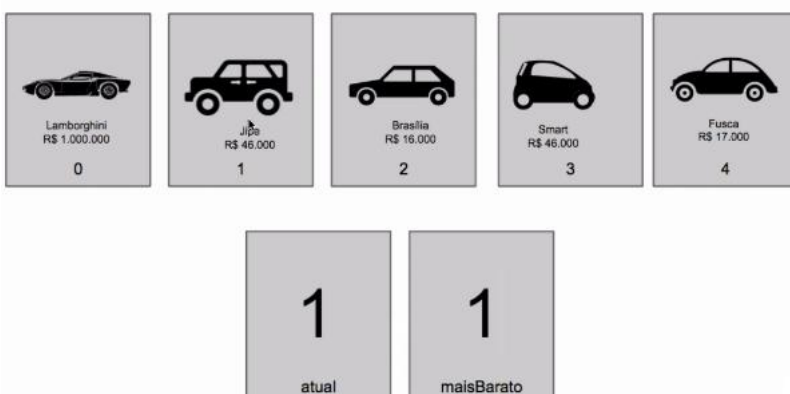 Lamborghini
R$ 1.000.000
0
Jipe
R$ 46.000
1
Brasília
R$ 16.000
2
Smart
R$ 46.000
3
Fusca
R$ 17.000
4
1
atual
1
maisBarato